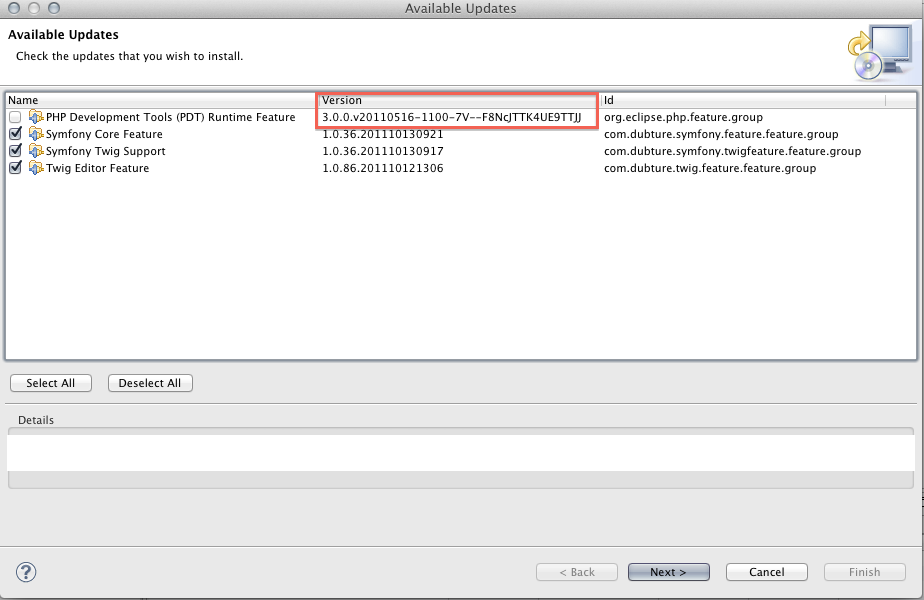 Available Updates
Available Updates
Check the updates that you wish to install.
Name Version Id
PHP Development Tools (PDT) Runtime Feature 3.0.0.v20110516-1100-7V--F8NcJTTK4UE9TTJJ org.eclipse.php.feature.group
Symfony Core Feature 1.0.36.201110130921 com.dubture.symfony.feature.feature.group
Symfony Twig Support 1.0.36.201110130917 com.dubture.symfony.twigfeature.feature.group
Twig Editor Feature 1.0.86.201110121306 com.dubture.twig.feature.feature.group
Select All Deselect All
Details
? < Back Next > Cancel Finish